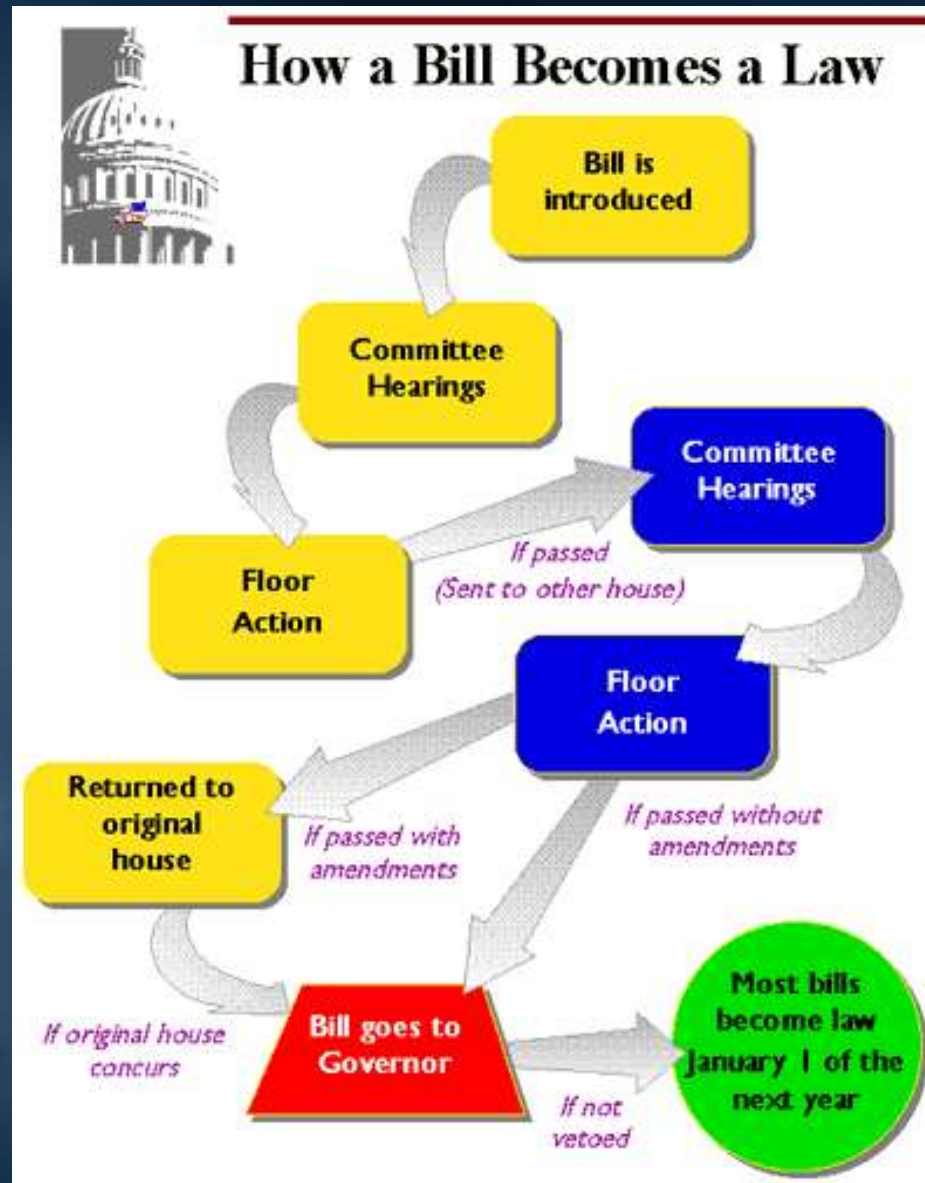 How a Bill Becomes a Law
Bill is
introduced
Committee
Hearings
Floor
Action
If passed
(Sent to other house)
Committee
Hearings
Floor
Action
If passed with
amendments
If passed without
amendments
Returned to
original
house
If original house
concurs
Bill goes to
Governor
If not
vetoed
Most bills
become law
January 1 of the
next year